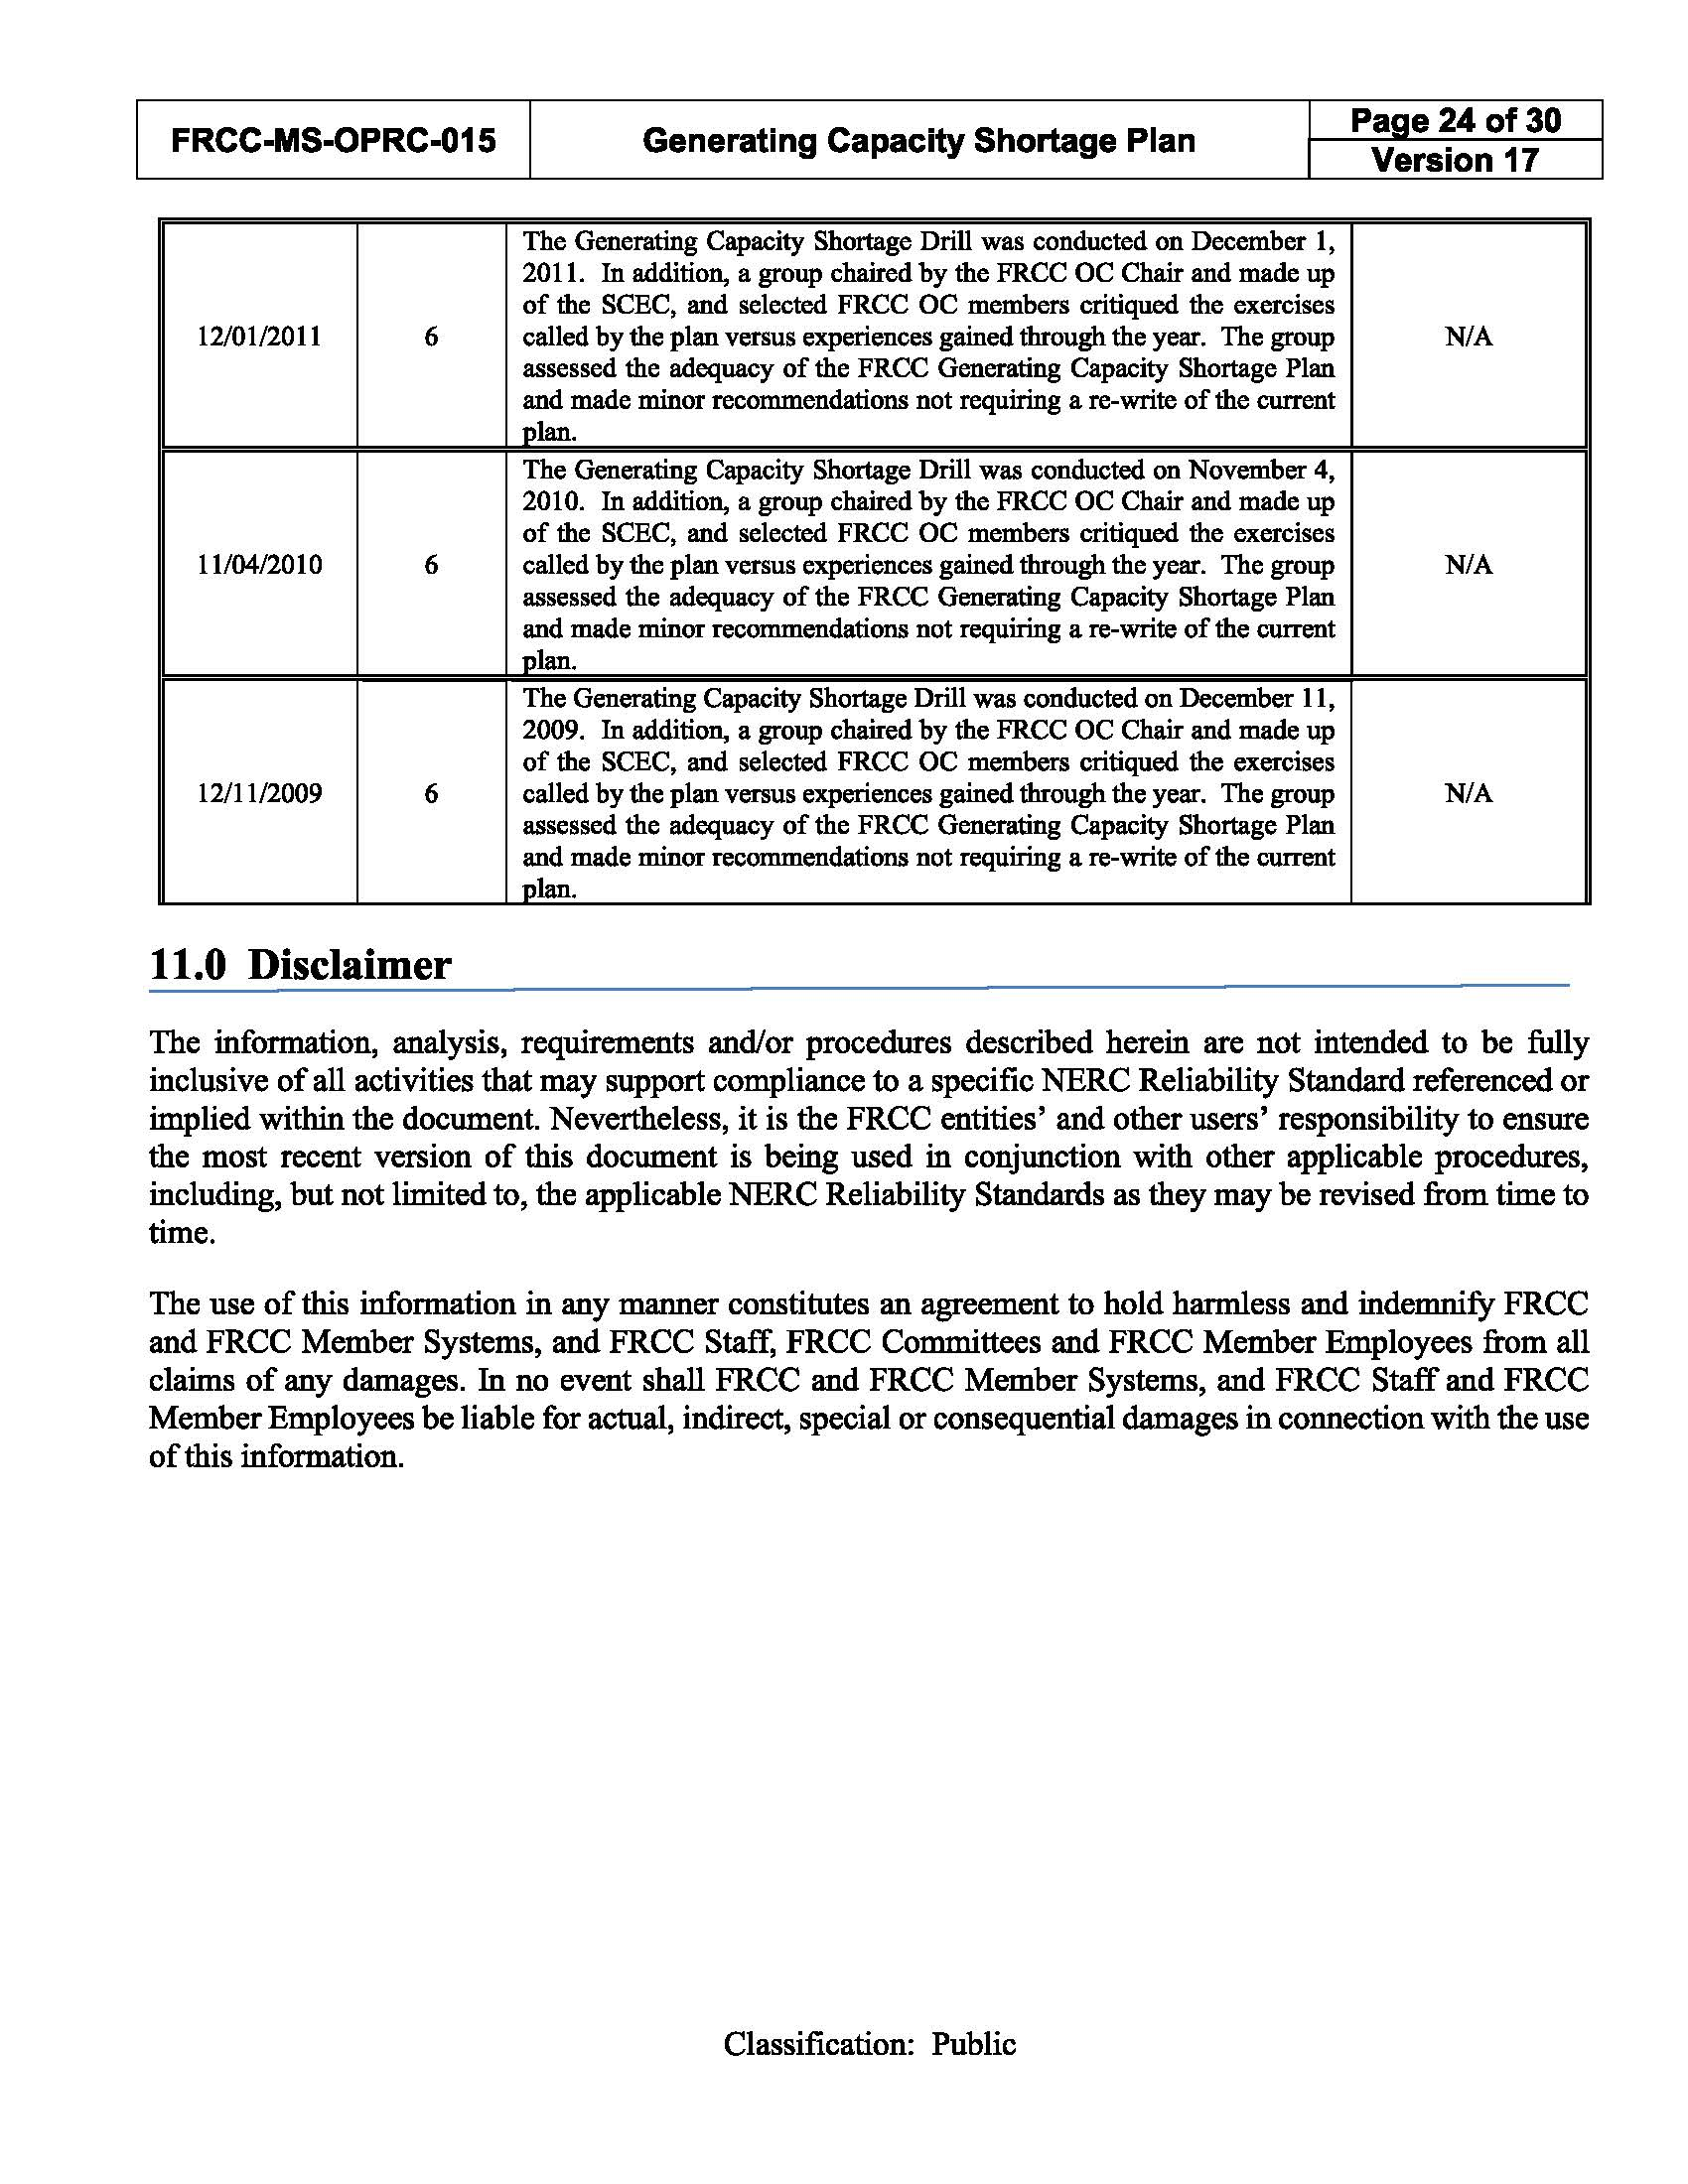 FRCC-MS-OPRC-015
Generating Capacity Shortage Plan
Page 24 of 30
Version 17
12/01/2011
6
The Generating Capacity Shortage Drill was conducted on December 1,
2011. In addition, a group chaired by the FRCC OC Chair and made up
of the SCEC, and selected FRCC OC members critiqued the exercises
called by the plan versus experiences gained through the year. The group
assessed the adequacy of the FRCC Generating Capacity Shortage Plan
and made minor recommendations not requiring a re-write of the current
plan.
N/A
11/04/2010
6
The Generating Capacity Shortage Drill was conducted on November 4,
2010. In addition, a group chaired by the FRCC OC Chair and made up
of the SCEC, and selected FRCC OC members critiqued the exercises
called by the plan versus experiences gained through the year. The group
assessed the adequacy of the FRCC Generating Capacity Shortage Plan
and made minor recommendations not requiring a re-write of the current
plan.
N/A
12/11/2009
6
The Generating Capacity Shortage Drill was conducted on December 11,
2009. In addition, a group chaired by the FRCC OC Chair and made up
of the SCEC, and selected FRCC OC members critiqued the exercises
called by the plan versus experiences gained through the year. The group
assessed the adequacy of the FRCC Generating Capacity Shortage Plan
and made minor recommendations not requiring a re-write of the current
plan.
N/A
11.0 Disclaimer
The information, analysis, requirements and/or procedures described herein are not intended to be fully
inclusive of all activities that may support compliance to a specific NERC Reliability Standard referenced or
implied within the document. Nevertheless, it is the FRCC entities’ and other users’ responsibility to ensure
the most recent version of this document is being used in conjunction with other applicable procedures,
including, but not limited to, the applicable NERC Reliability Standards as they may be revised from time to
time.
The use of this information in any manner constitutes an agreement to hold harmless and indemnify FRCC
and FRCC Member Systems, and FRCC Staff, FRCC Committees and FRCC Member Employees from all
claims of any damages. In no event shall FRCC and FRCC Member Systems, and FRCC Staff and FRCC
Member Employees be liable for actual, indirect, special or consequential damages in connection with the use
of this information.
Classification: Public